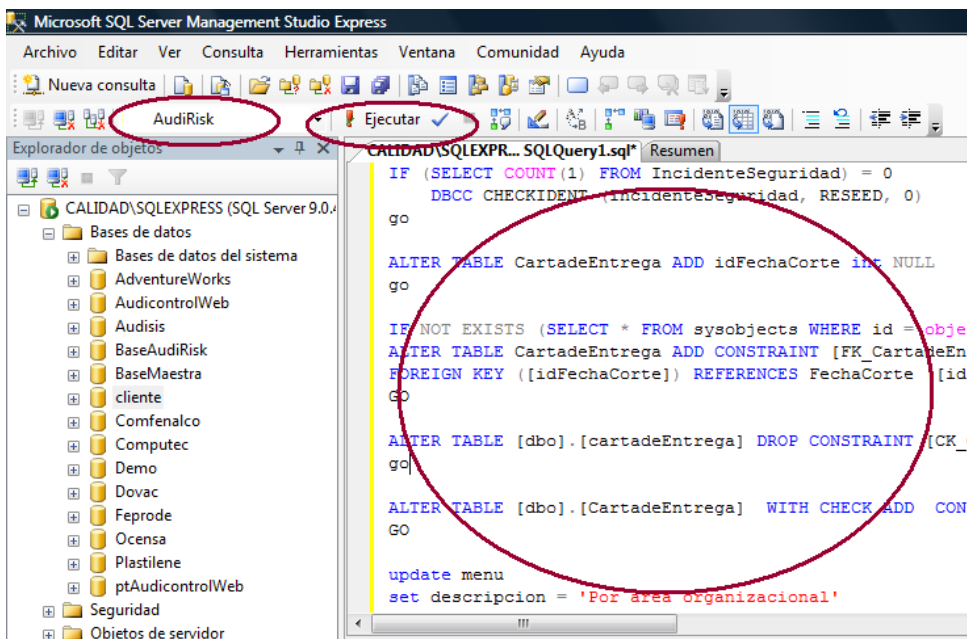 Microsoft SQL Server Management Studio Express
Archivo Editar Ver Consulta Herramientas Ventana Comunidad Ayuda
Nueva consulta
AudiRisk Ejecutar
Explorador de objetos
CALIDAD\SQLEXPRESS (SQL Server 9.0.4
Bases de datos
Bases de datos del sistema
AdventureWorks
AudicontrolWeb
Audisis
BaseAudiRisk
BaseMaestra
cliente
Comfenalco
Computec
Demo
Dovac
Feprode
Ocensa
Plastilene
ptAudicontrolWeb
Seguridad
Objetos de servidor
CALIDAD\SQLEXPR... SQLQuery1.sql* Resumen
IF (SELECT COUNT(1) FROM IncidenteSeguridad) = 0
DBCC CHECKIDENT (IncidenteSeguridad, RESEED, 0)
go
ALTER TABLE CartadeEntrega ADD idFechaCorte int NULL
go
IF NOT EXISTS (SELECT * FROM sysobjects WHERE id = obje
ALTER TABLE CartadeEntrega ADD CONSTRAINT [FK_CartadeEn
FOREIGN KEY ([idFechaCorte]) REFERENCES FechaCorte ([id
GO
ALTER TABLE [dbo].[cartadeEntrega] DROP CONSTRAINT [CK_
go
ALTER TABLE [dbo].[CartadeEntrega] WITH CHECK ADD CON
GO
update menu
set descripcion = 'Por área organizacional'